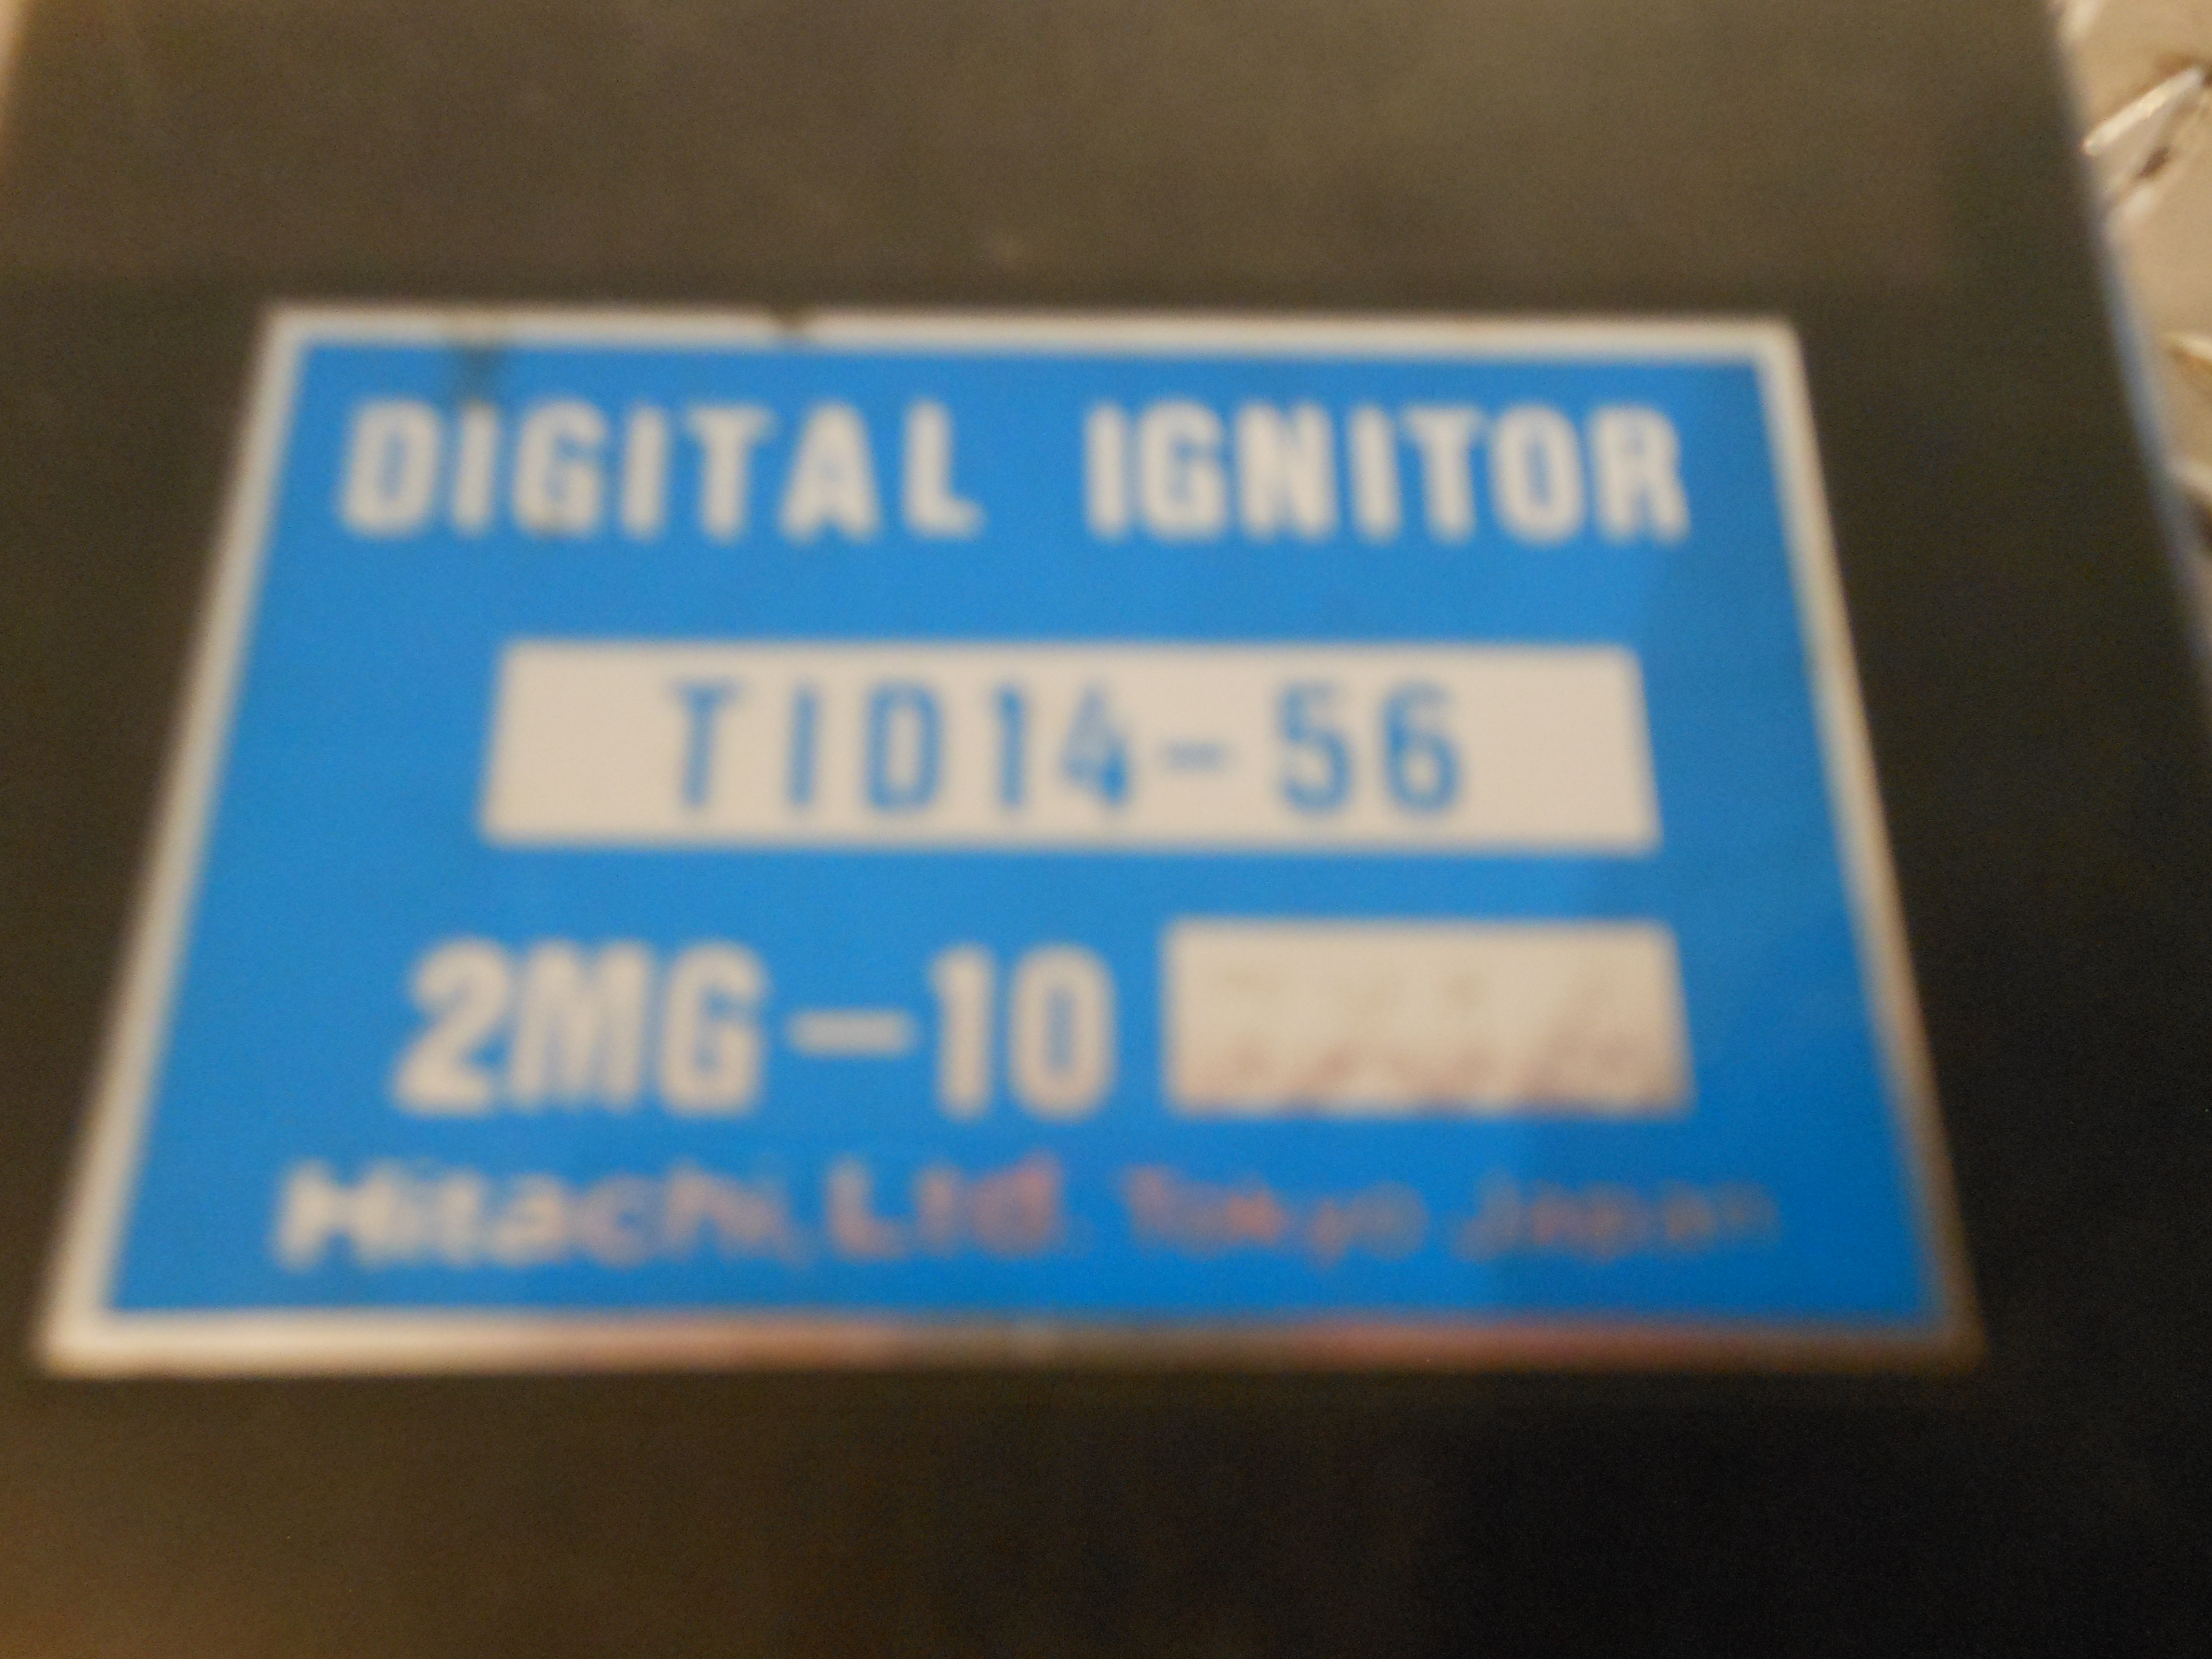 DIGITAL IGNITOR
TID14-56
2MG-10
Hitachi, Ltd. Tokyo Japan